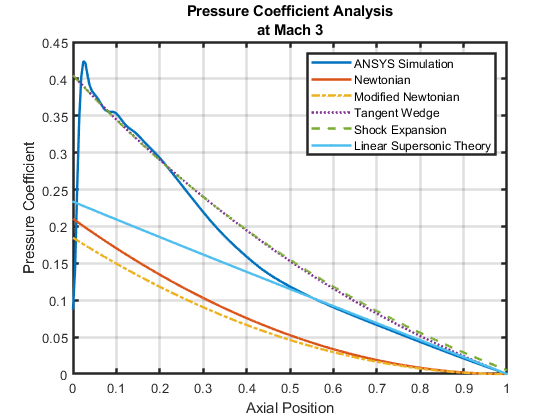 Pressure Coefficient Analysis
at Mach 3
0.45
0.4
0.35
0.3
0.25
0.2
0.15
0.1
0.05
0
Pressure Coefficient
ANSYS Simulation
Newtonian
Modified Newtonian
Tangent Wedge
Shock Expansion
Linear Supersonic Theory
0 0.1 0.2 0.3 0.4 0.5 0.6 0.7 0.8 0.9 1
Axial Position